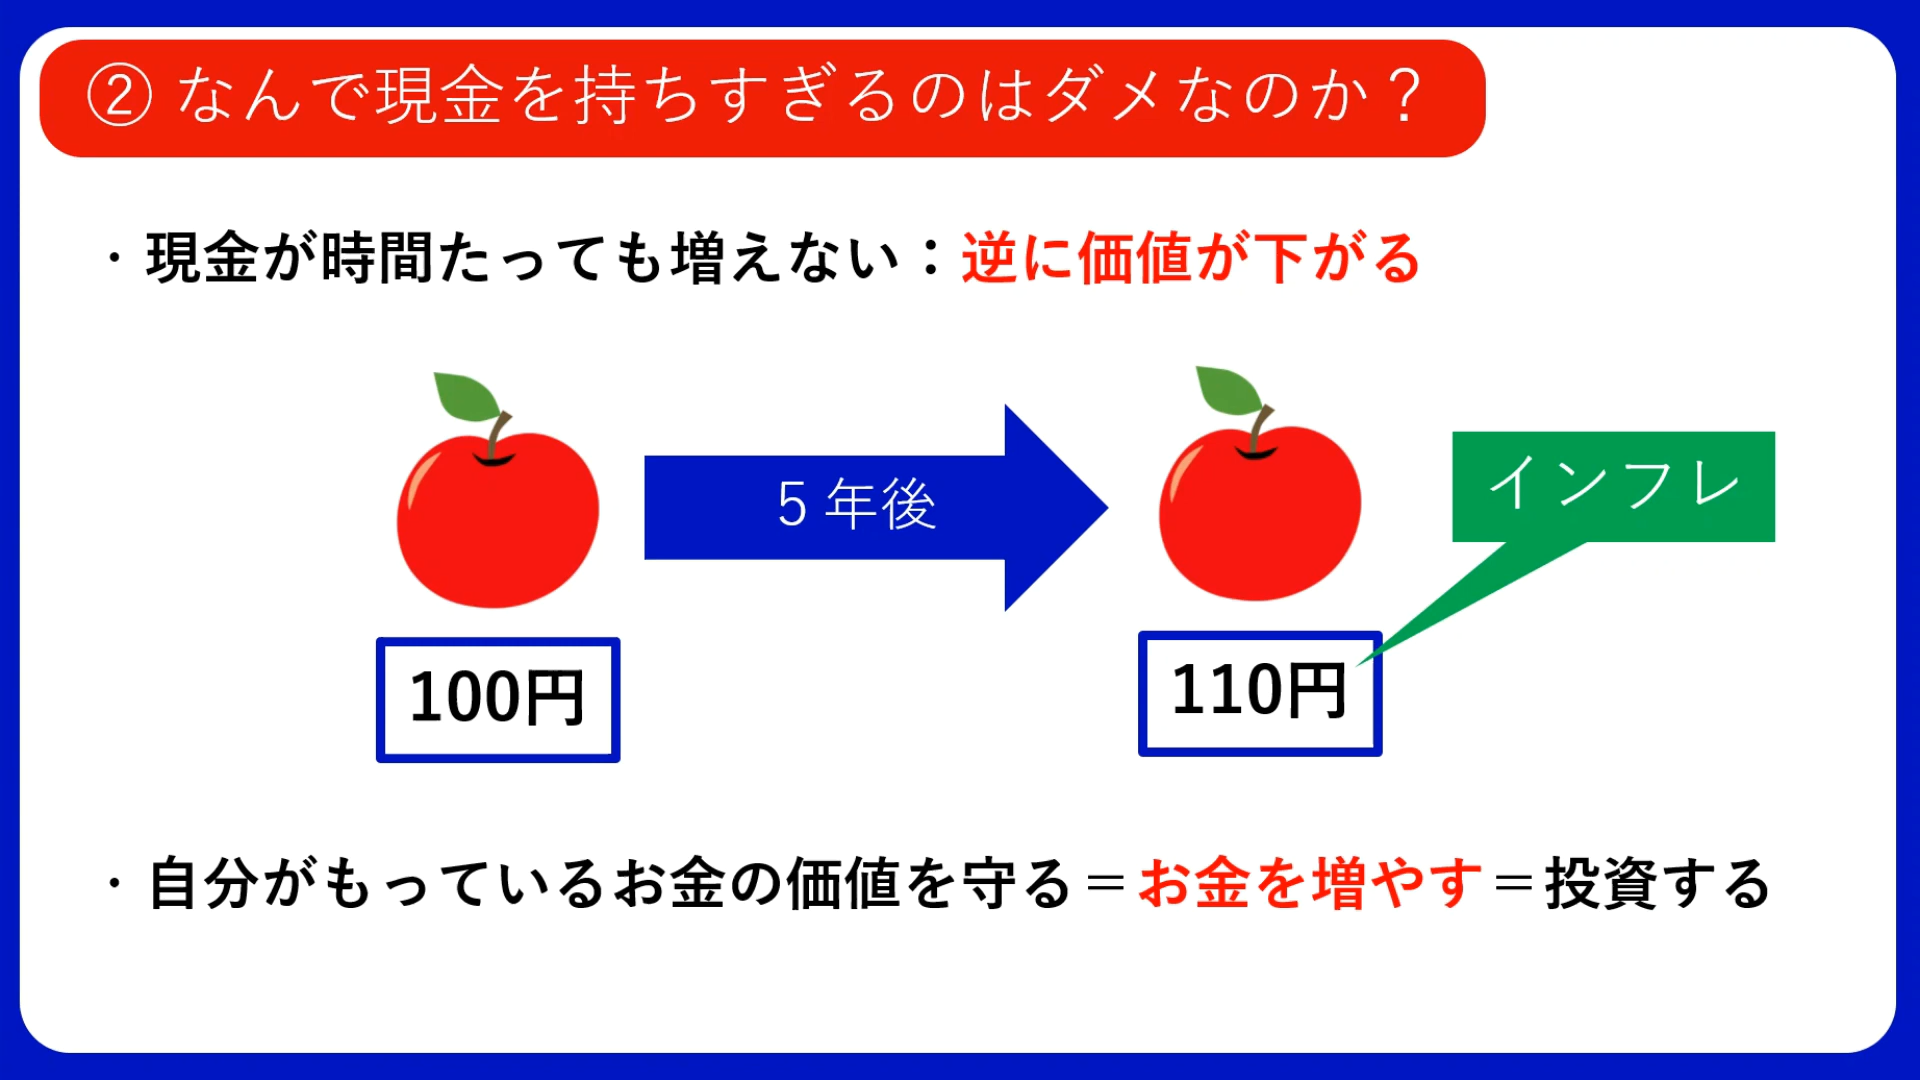 ② なんで現金を持ちすぎるのはダメなのか？
・現金が時間たっても増えない：逆に価値が下がる
5年後
インフレ
100円
110円
・自分がもっているお金の価値を守る＝お金を増やす＝投資する